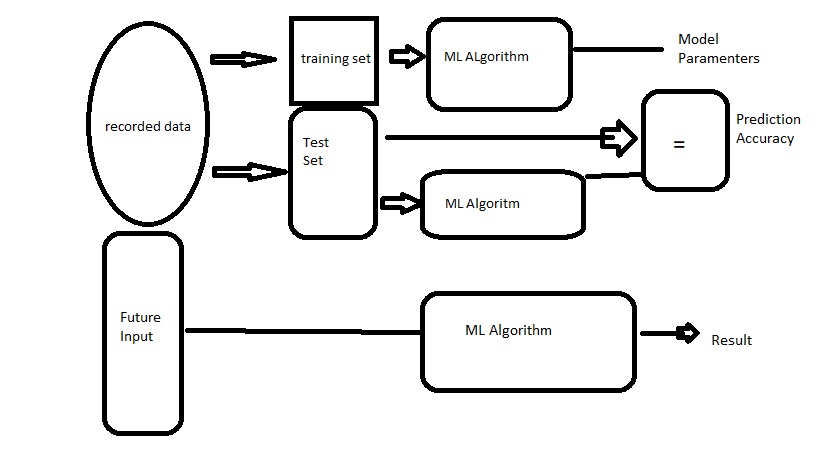 recorded data
training set
ML ALgorithm
Model
Paramenters
Test
Set
ML Algoritm
=
Prediction
Accuracy
Future
Input
ML Algorithm
Result